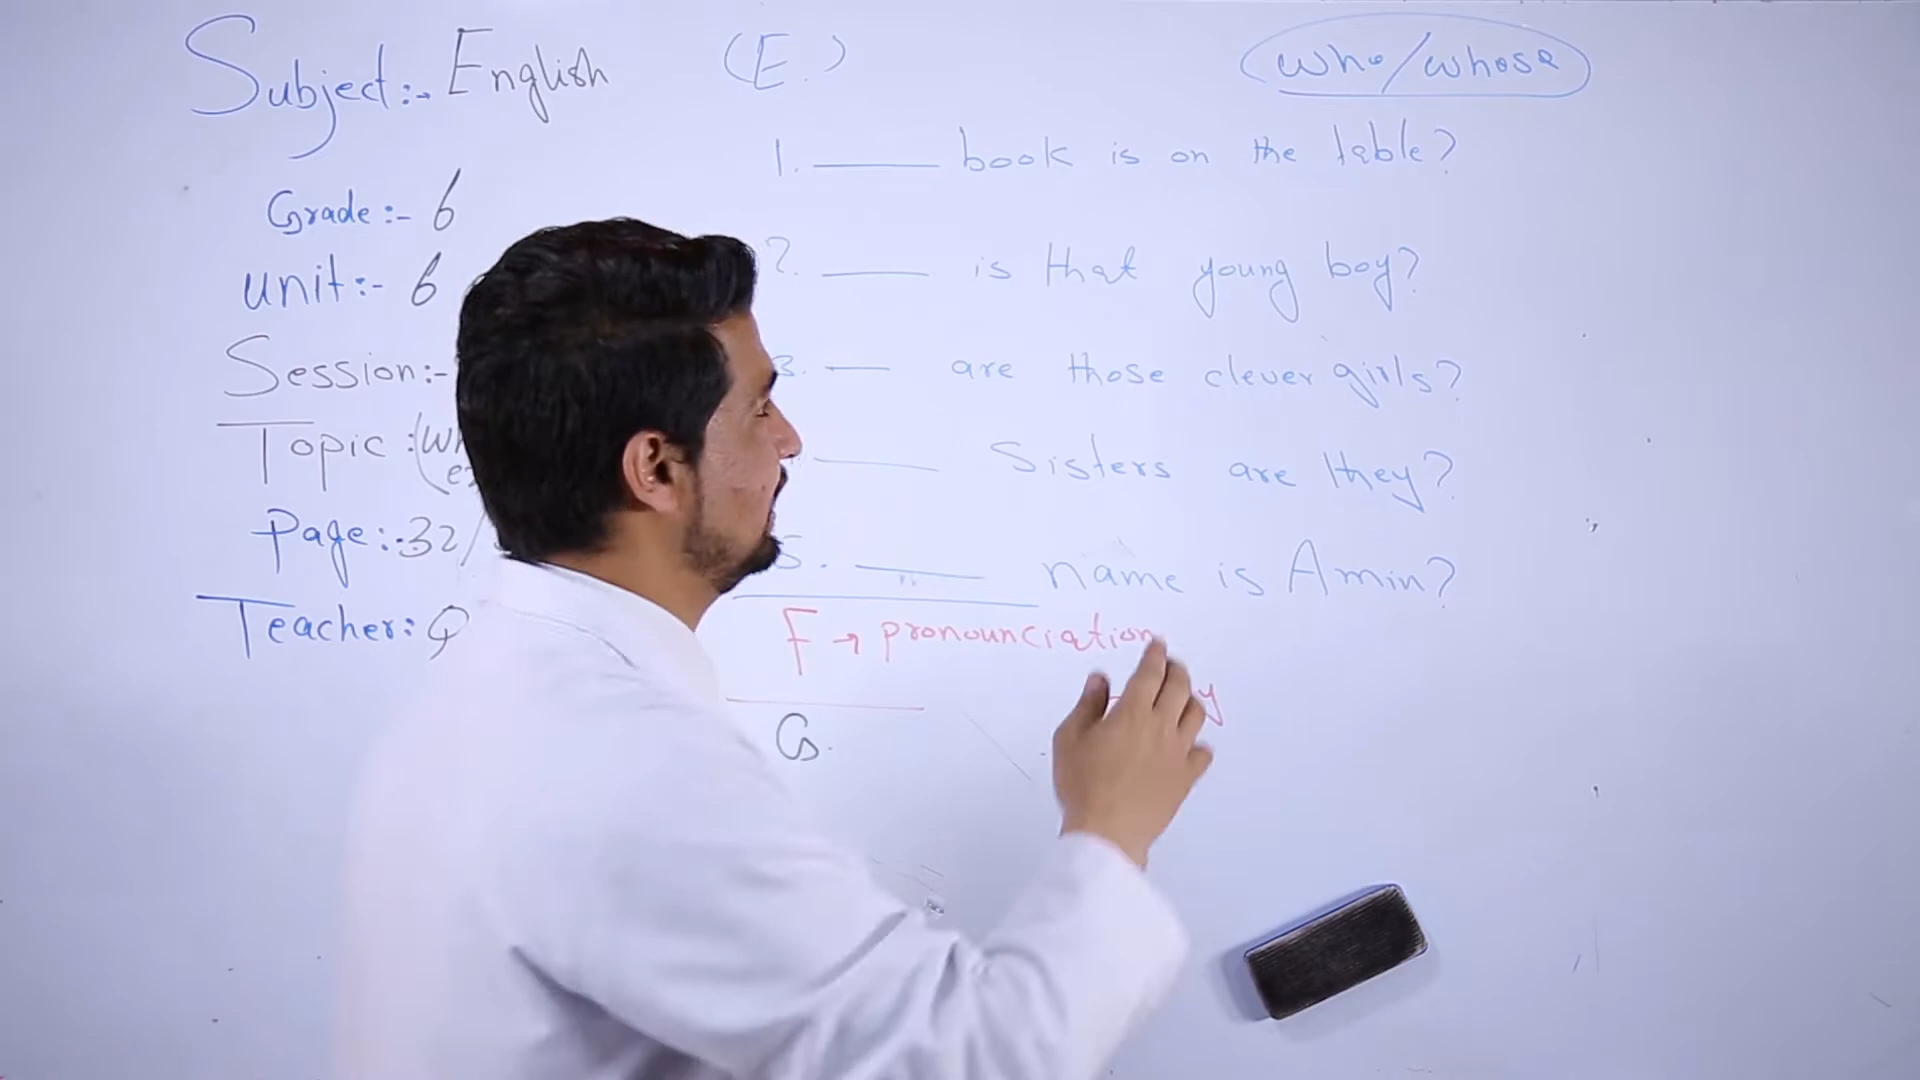 Subject:- English
Grade:- 6
unit:- 6
Session:-
Topic :
Page:-32/
Teacher:
(E.)
who/whose
1. ____ book is on the table?
2. ____ is that young boy?
3. ___ are those clever girls?
____ Sisters are they?
5. ____ name is Amin?
F → pronounciation
G.